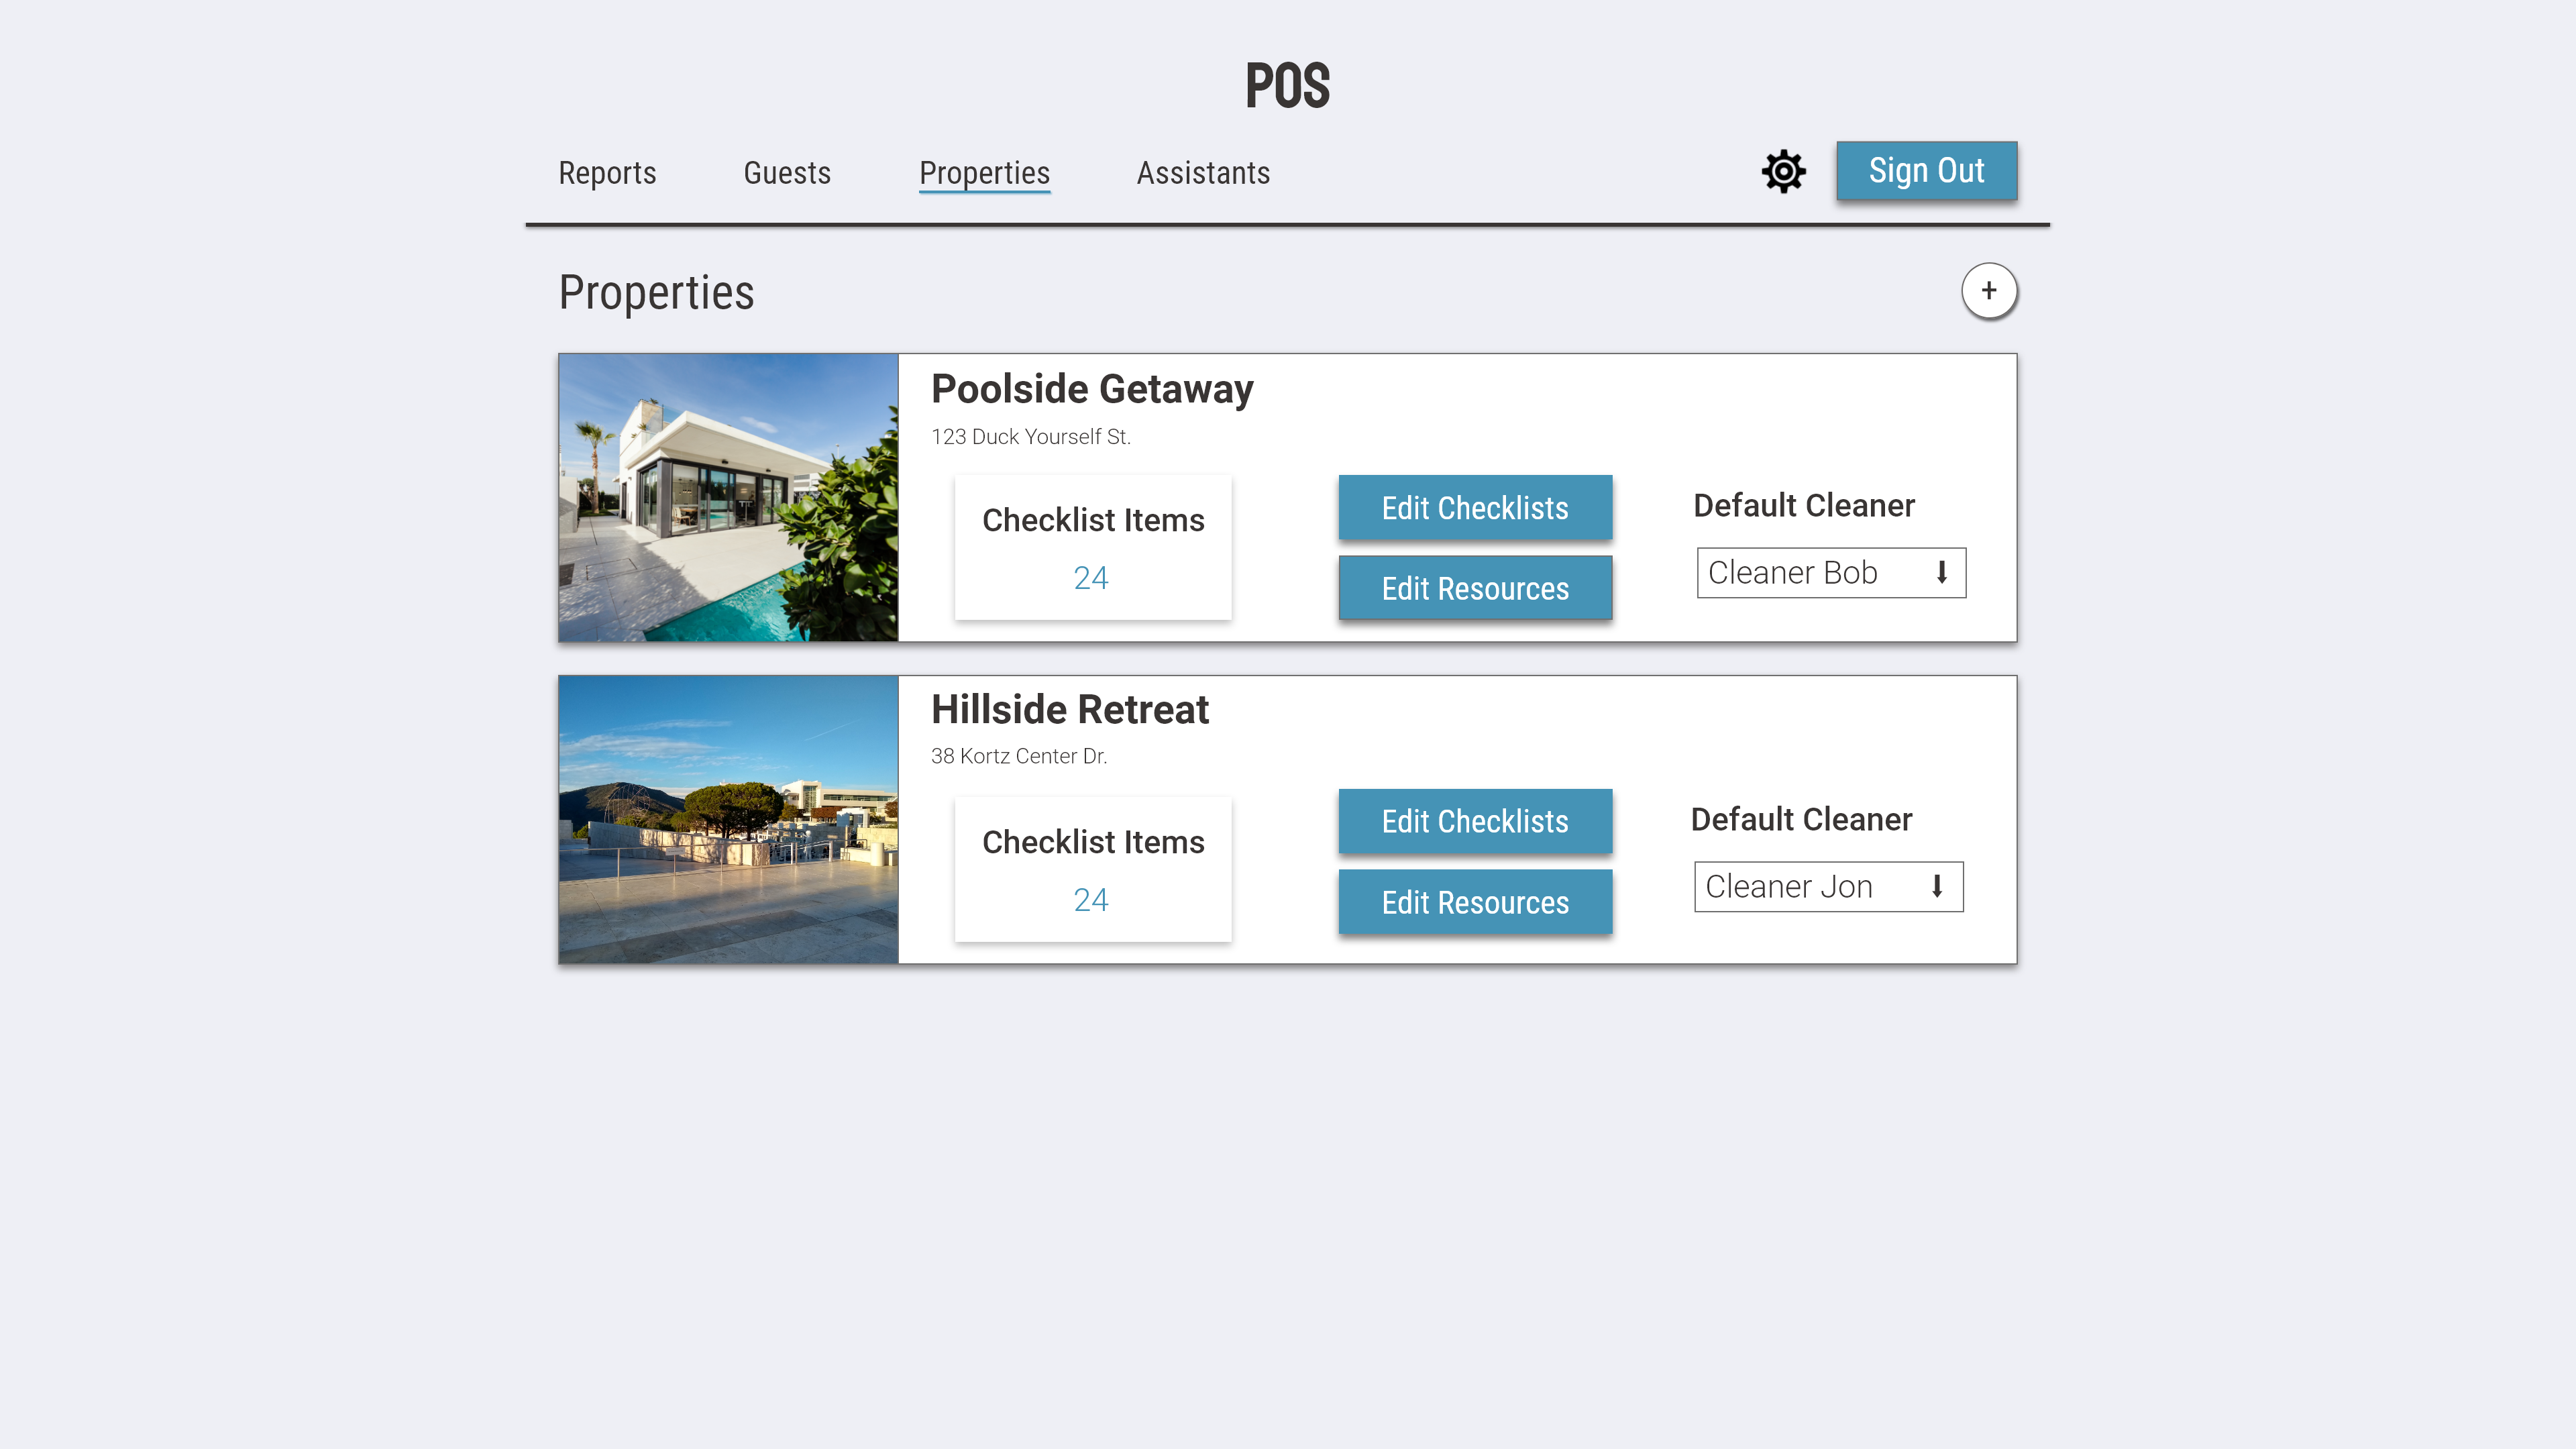 POS
Reports Guests Properties Assistants Sign Out
Properties +
Poolside Getaway
123 Duck Yourself St.
Checklist Items
24
Edit Checklists
Edit Resources
Default Cleaner
Cleaner Bob
Hillside Retreat
38 Kortz Center Dr.
Checklist Items
24
Edit Checklists
Edit Resources
Default Cleaner
Cleaner Jon